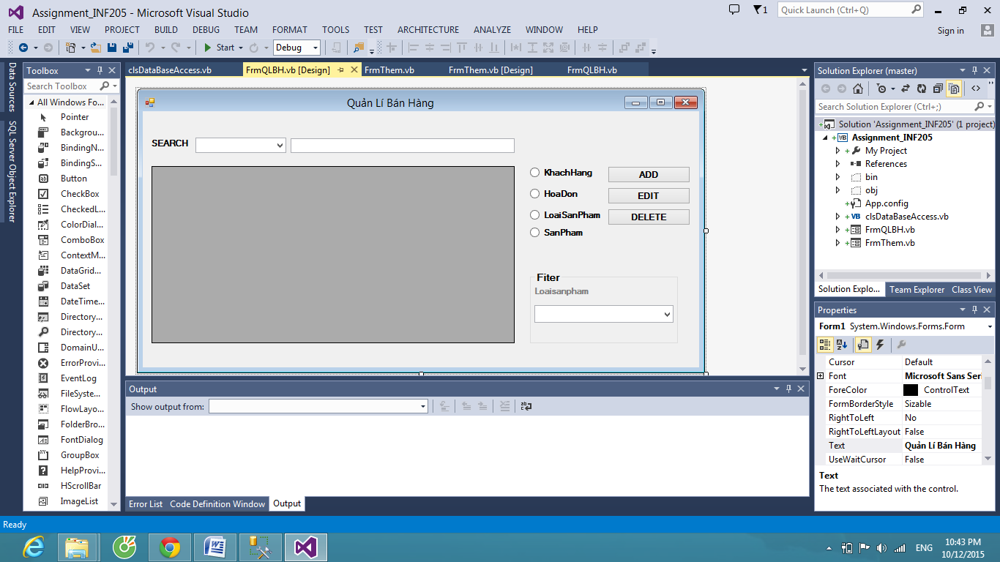 Assignment_INF205 - Microsoft Visual Studio
1
Quick Launch (Ctrl+Q)
FILE EDIT VIEW PROJECT BUILD DEBUG TEAM FORMAT TOOLS TEST ARCHITECTURE ANALYZE WINDOW HELP
Sign in
Start Debug
Data Sources
SQL Server Object Explorer
Toolbox
Search Toolbox
All Windows Fo...
Pointer
Backgrou...
BindingN...
BindingS...
Button
CheckBox
CheckedL...
ColorDial...
ComboBox
ContextM...
DataGrid...
DataSet
DateTime...
Directory...
Directory...
DomainU...
ErrorProvi...
EventLog
FileSyste...
FlowLayo...
FolderBro...
FontDialog
GroupBox
HelpProvi...
HScrollBar
ImageList
clsDataBaseAccess.vb FrmQLBH.vb [Design] FrmThem.vb FrmThem.vb [Design] FrmQLBH.vb
Quản Lí Bán Hàng
SEARCH
KhachHang ADD
HoaDon EDIT
LoaiSanPham DELETE
SanPham
Fiter
Loaisanpham
Output
Show output from:
Error List Code Definition Window Output
Solution Explorer (master)
Search Solution Explorer (Ctrl+;)
Solution 'Assignment_INF205' (1 project)
VB Assignment_INF205
My Project
References
bin
obj
App.config
VB clsDataBaseAccess.vb
FrmQLBH.vb
FrmThem.vb
Solution Explo... Team Explorer Class View
Properties
Form1 System.Windows.Forms.Form
Cursor Default
Font Microsoft Sans Seri
ForeColor ControlText
FormBorderStyle Sizable
RightToLeft No
RightToLeftLayout False
Text Quản Lí Bán Hàng
UseWaitCursor False
Text
The text associated with the control.
Ready
ENG
10:43 PM
10/12/2015